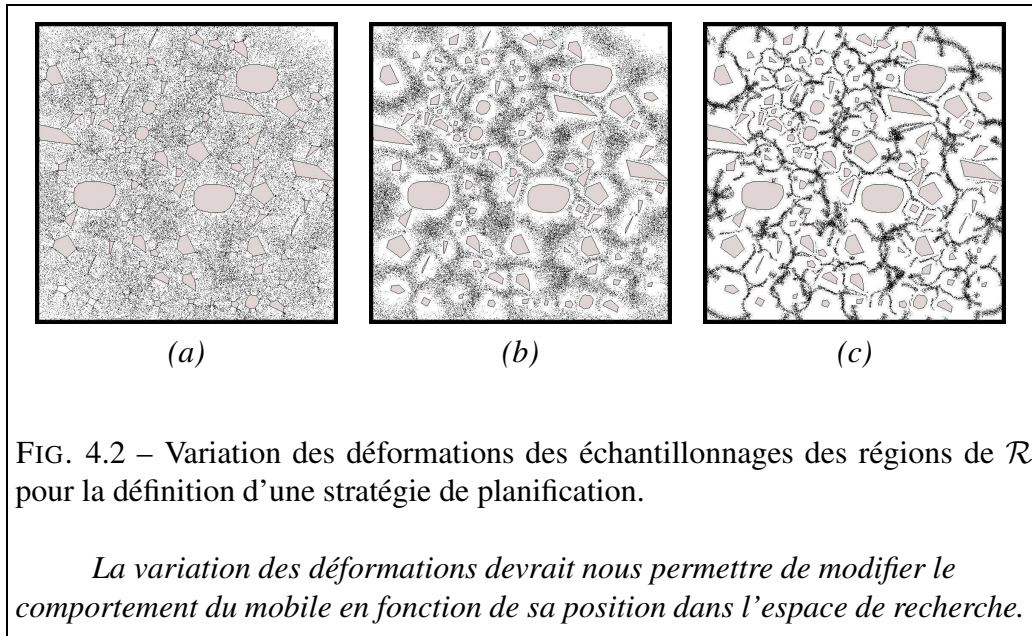 (a)
(b)
(c)
FIG. 4.2 – Variation des déformations des échantillonnages des régions de ℛ
pour la définition d'une stratégie de planification.
La variation des déformations devrait nous permettre de modifier le
comportement du mobile en fonction de sa position dans l'espace de recherche.